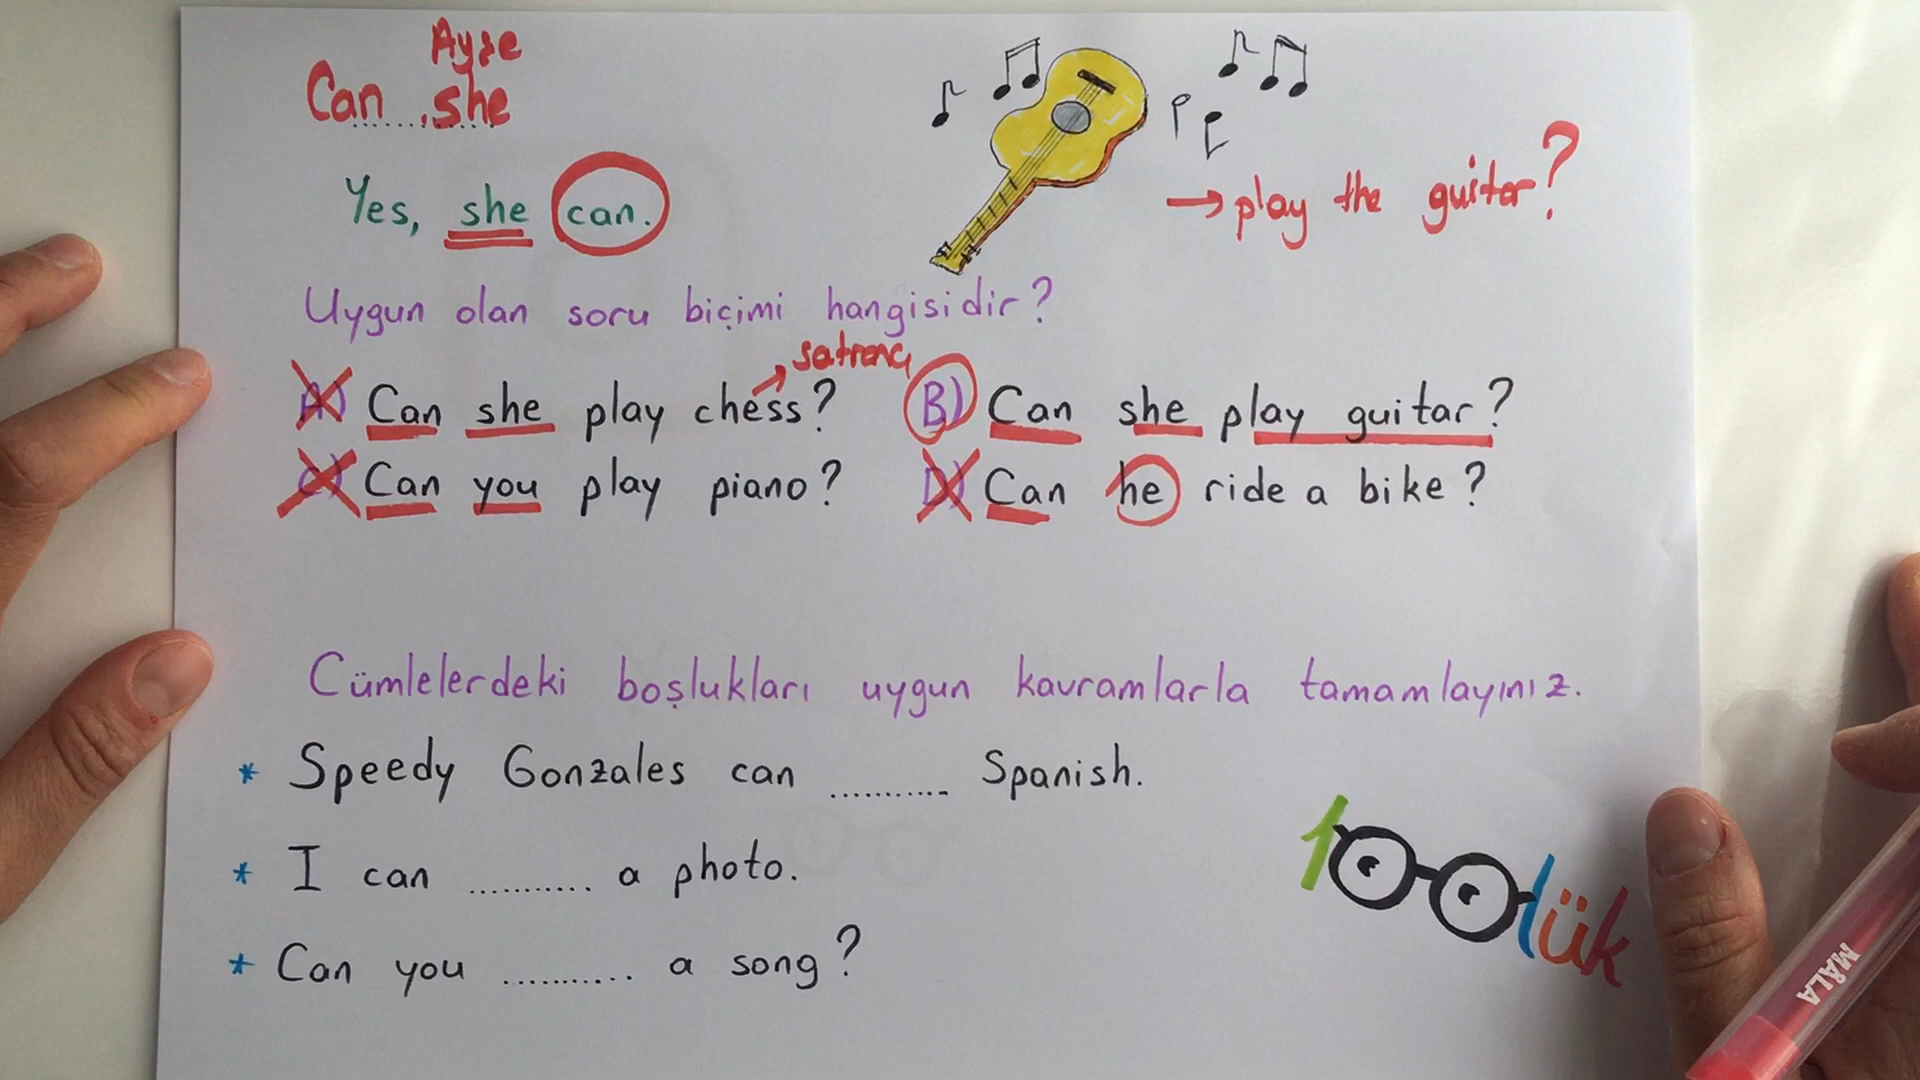 Ayşe
Can ..she
Yes, she can.
→ play the guitar?
Uygun olan soru biçimi hangisidir?
satranç
A) Can she play chess? B) Can she play guitar?
C) Can you play piano? D) Can he ride a bike?
Cümlelerdeki boşlukları uygun kavramlarla tamamlayınız.
* Speedy Gonzales can ........... Spanish.
* I can ........... a photo.
* Can you ........... a song?
100lük
MÅLA